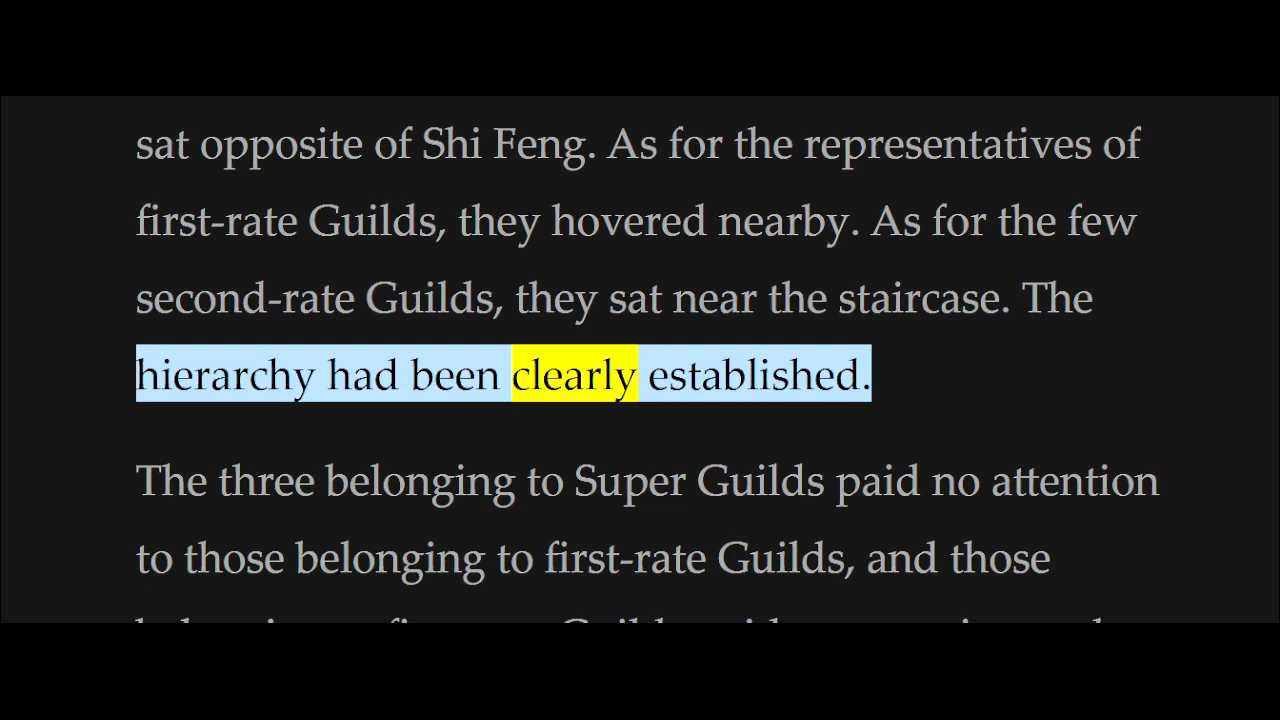 sat opposite of Shi Feng. As for the representatives of
first-rate Guilds, they hovered nearby. As for the few
second-rate Guilds, they sat near the staircase. The
hierarchy had been clearly established.
The three belonging to Super Guilds paid no attention
to those belonging to first-rate Guilds, and those